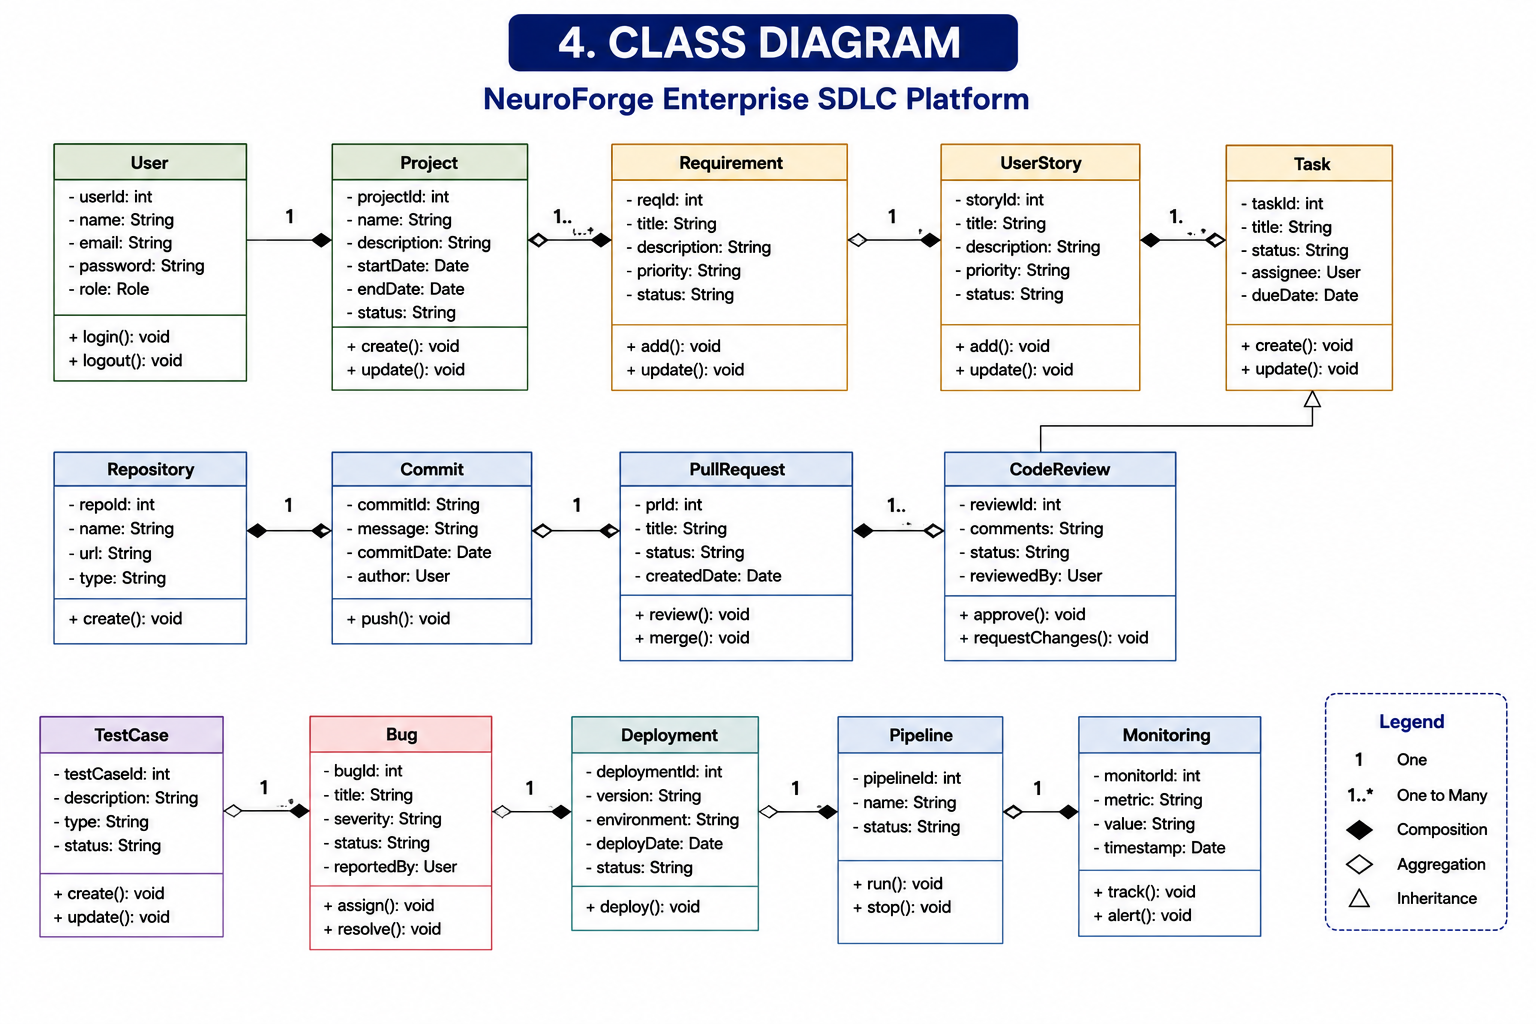 4. CLASS DIAGRAM
NeuroForge Enterprise SDLC Platform
User
- userId: int
- name: String
- email: String
- password: String
- role: Role
+ login(): void
+ logout(): void
1
Project
- projectId: int
- name: String
- description: String
- startDate: Date
- endDate: Date
- status: String
+ create(): void
+ update(): void
1..
Requirement
- reqId: int
- title: String
- description: String
- priority: String
- status: String
+ add(): void
+ update(): void
1
UserStory
- storyId: int
- title: String
- description: String
- priority: String
- status: String
+ add(): void
+ update(): void
1.
Task
- taskId: int
- title: String
- status: String
- assignee: User
- dueDate: Date
+ create(): void
+ update(): void
Repository
- repoId: int
- name: String
- url: String
- type: String
+ create(): void
1
Commit
- commitId: String
- message: String
- commitDate: Date
- author: User
+ push(): void
1
PullRequest
- prId: int
- title: String
- status: String
- createdDate: Date
+ review(): void
+ merge(): void
1..
CodeReview
- reviewId: int
- comments: String
- status: String
- reviewedBy: User
+ approve(): void
+ requestChanges(): void
TestCase
- testCaseId: int
- description: String
- type: String
- status: String
+ create(): void
+ update(): void
1
Bug
- bugId: int
- title: String
- severity: String
- status: String
- reportedBy: User
+ assign(): void
+ resolve(): void
1
Deployment
- deploymentId: int
- version: String
- environment: String
- deployDate: Date
- status: String
+ deploy(): void
1
Pipeline
- pipelineId: int
- name: String
- status: String
+ run(): void
+ stop(): void
1
Monitoring
- monitorId: int
- metric: String
- value: String
- timestamp: Date
+ track(): void
+ alert(): void
Legend
1 One
1..* One to Many
Composition
Aggregation
Inheritance